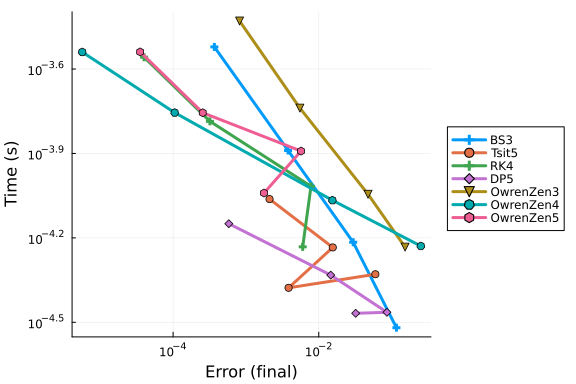 10^−3.6
10^−3.9
10^−4.2
10^−4.5
Time (s)
10^−4
10^−2
Error (final)
BS3
Tsit5
RK4
DP5
OwrenZen3
OwrenZen4
OwrenZen5